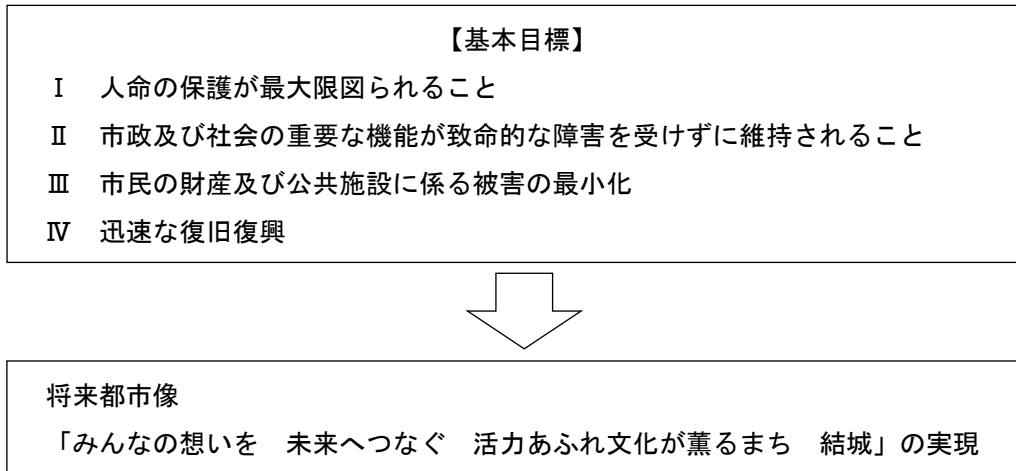 【基本目標】
Ⅰ　人命の保護が最大限図られること
Ⅱ　市政及び社会の重要な機能が致命的な障害を受けずに維持されること
Ⅲ　市民の財産及び公共施設に係る被害の最小化
Ⅳ　迅速な復旧復興
将来都市像
「みんなの想いを　未来へつなぐ　活力あふれ文化が薫るまち　結城」の実現